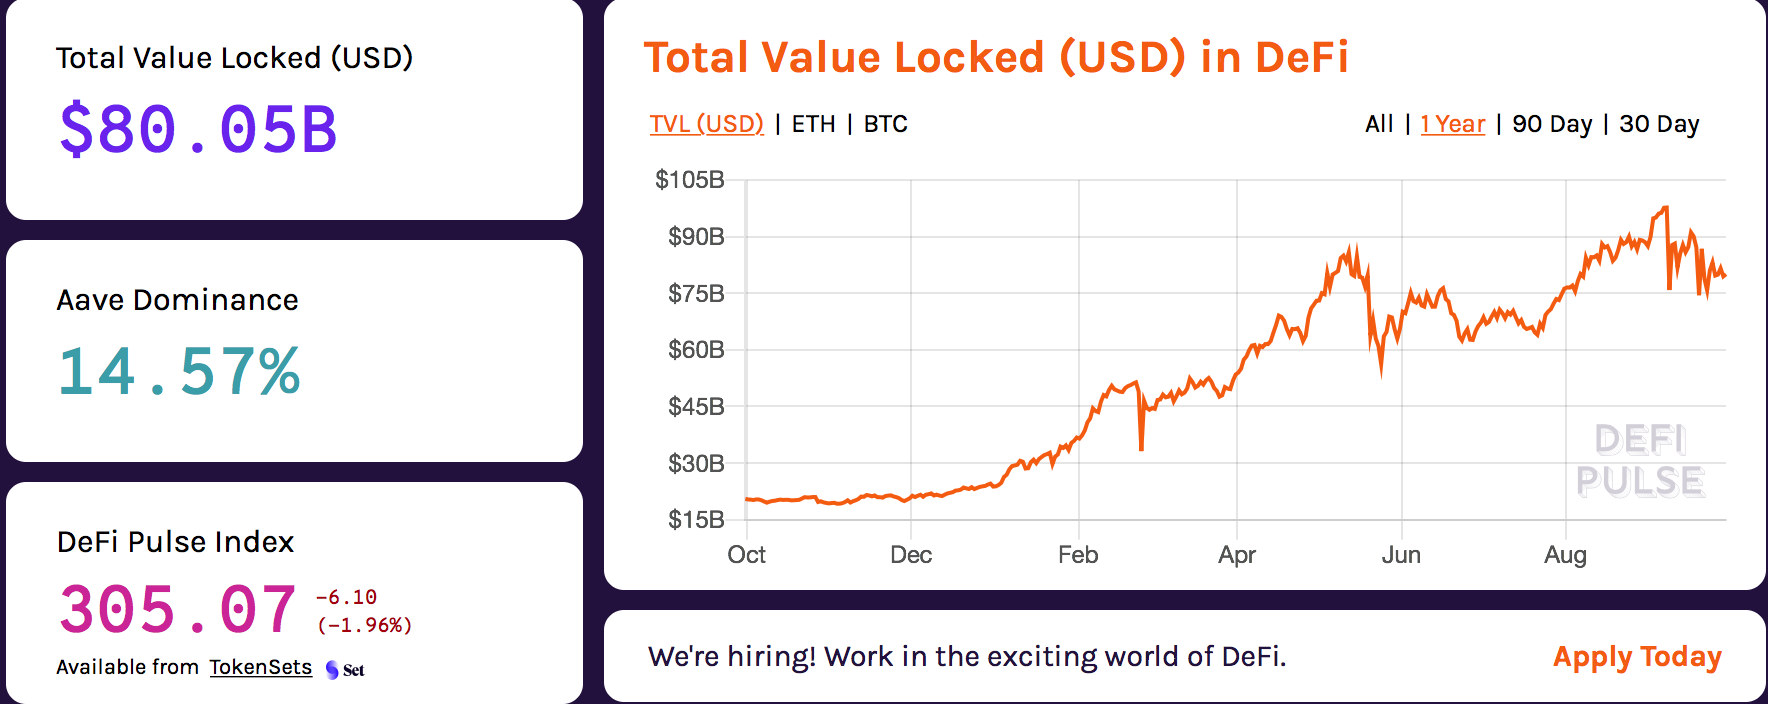 Total Value Locked (USD)
$80.05B
Aave Dominance
14.57%
DeFi Pulse Index
305.07
-6.10
(-1.96%)
Available from TokenSets Set
Total Value Locked (USD) in DeFi
TVL (USD) | ETH | BTC
All | 1 Year | 90 Day | 30 Day
$105B
$90B
$75B
$60B
$45B
$30B
$15B
Oct Dec Feb Apr Jun Aug
DEFI
PULSE
We're hiring! Work in the exciting world of DeFi.
Apply Today